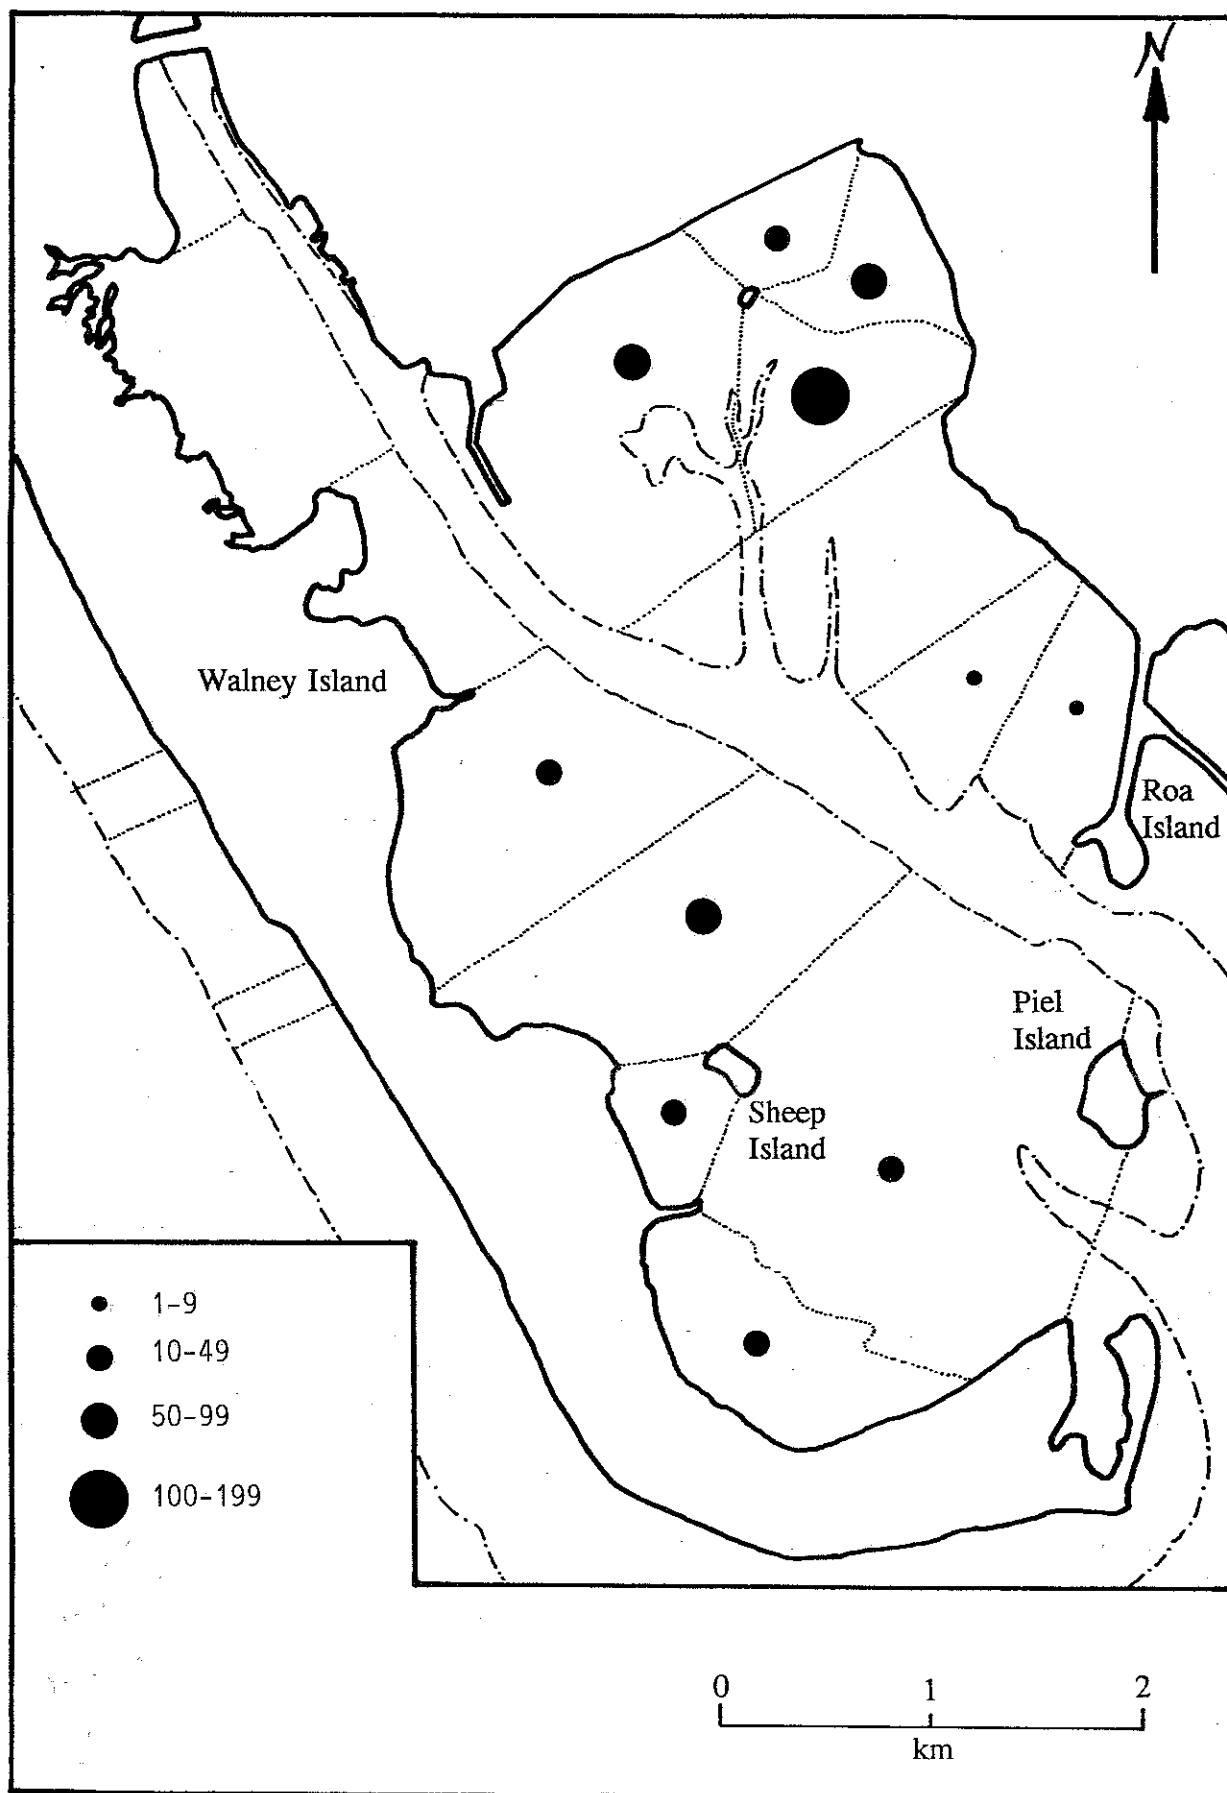 N
Walney Island
Roa
Island
Piel
Island
Sheep
Island
1-9
10-49
50-99
100-199
0 1 2
km